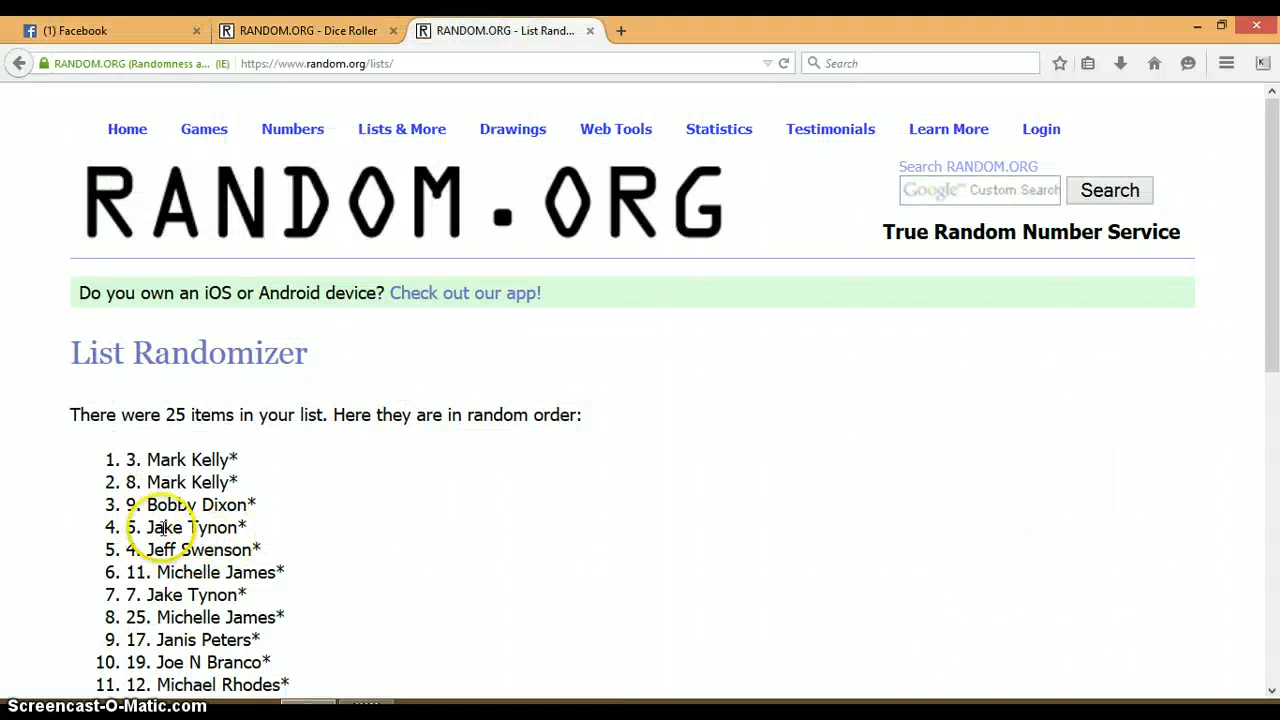 (1) Facebook
RANDOM.ORG - Dice Roller
RANDOM.ORG - List Rand...
RANDOM.ORG (Randomness a... (IE)
https://www.random.org/lists/
Search
Home Games Numbers Lists & More Drawings Web Tools Statistics Testimonials Learn More Login
RANDOM.ORG
Search RANDOM.ORG
Google™ Custom Search
Search
True Random Number Service
Do you own an iOS or Android device? Check out our app!
List Randomizer
There were 25 items in your list. Here they are in random order:
1. 3. Mark Kelly*
2. 8. Mark Kelly*
3. 9. Bobby Dixon*
4. 5. Jake Tynon*
5. 4. Jeff Swenson*
6. 11. Michelle James*
7. 7. Jake Tynon*
8. 25. Michelle James*
9. 17. Janis Peters*
10. 19. Joe N Branco*
11. 12. Michael Rhodes*
Screencast-O-Matic.com